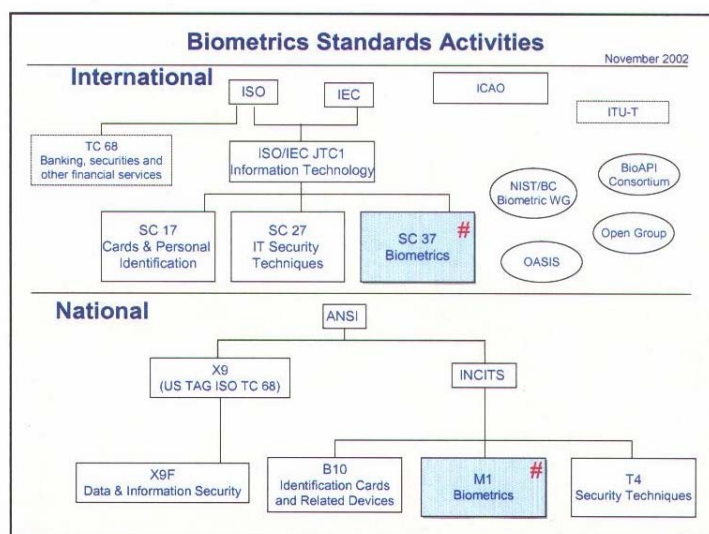 Biometrics Standards Activities
November 2002
International
ISO
IEC
ICAO
ITU-T
TC 68
Banking, securities and
other financial services
ISO/IEC JTC1
Information Technology
NIST/BC
Biometric WG
BioAPI
Consortium
SC 17
Cards & Personal
Identification
SC 27
IT Security
Techniques
#
SC 37
Biometrics
Open Group
OASIS
National
ANSI
X9
(US TAG ISO TC 68)
INCITS
X9F
Data & Information Security
B10
Identification Cards
and Related Devices
#
M1
Biometrics
T4
Security Techniques